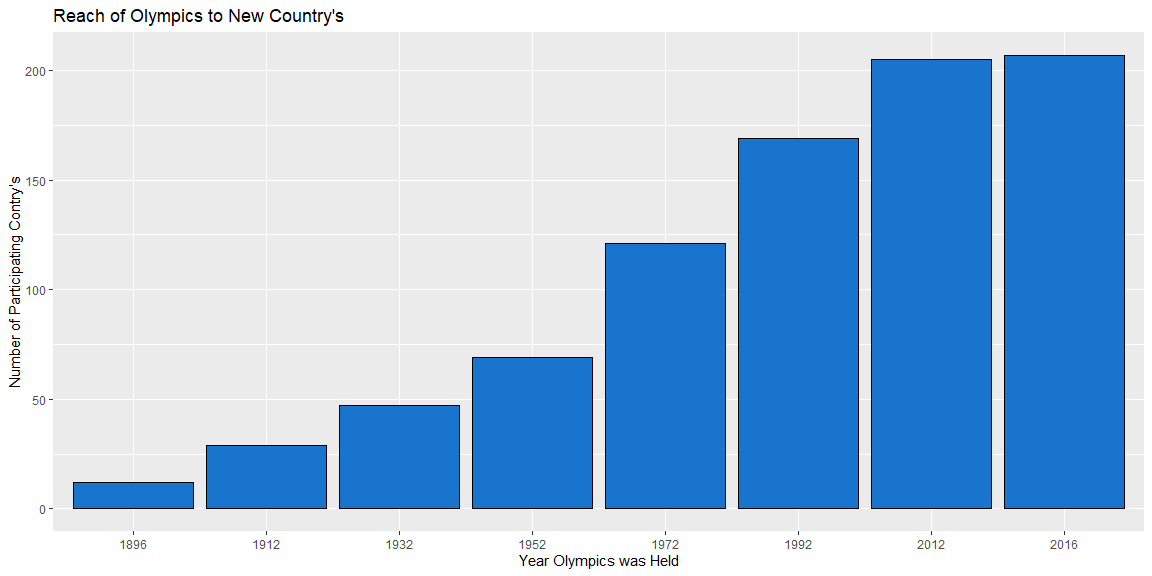 Reach of Olympics to New Country's
Number of Participating Contry's
200
150
100
50
0
1896 1912 1932 1952 1972 1992 2012 2016
Year Olympics was Held